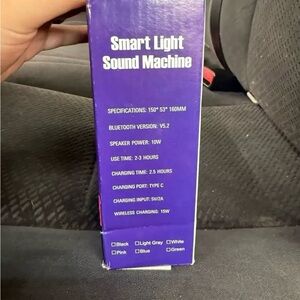 Smart Light
Sound Machine
SPECIFICATIONS: 150* 53* 160MM
BLUETOOTH VERSION: V5.2
SPEAKER POWER: 10W
USE TIME: 2-3 HOURS
CHARGING TIME: 2.5 HOURS
CHARGING PORT: TYPE C
CHARGING INPUT: 5V/2A
WIRELESS CHARGING: 15W
☐Black ☐Light Gray ☐White
☐Pink ☐Blue ☐Green